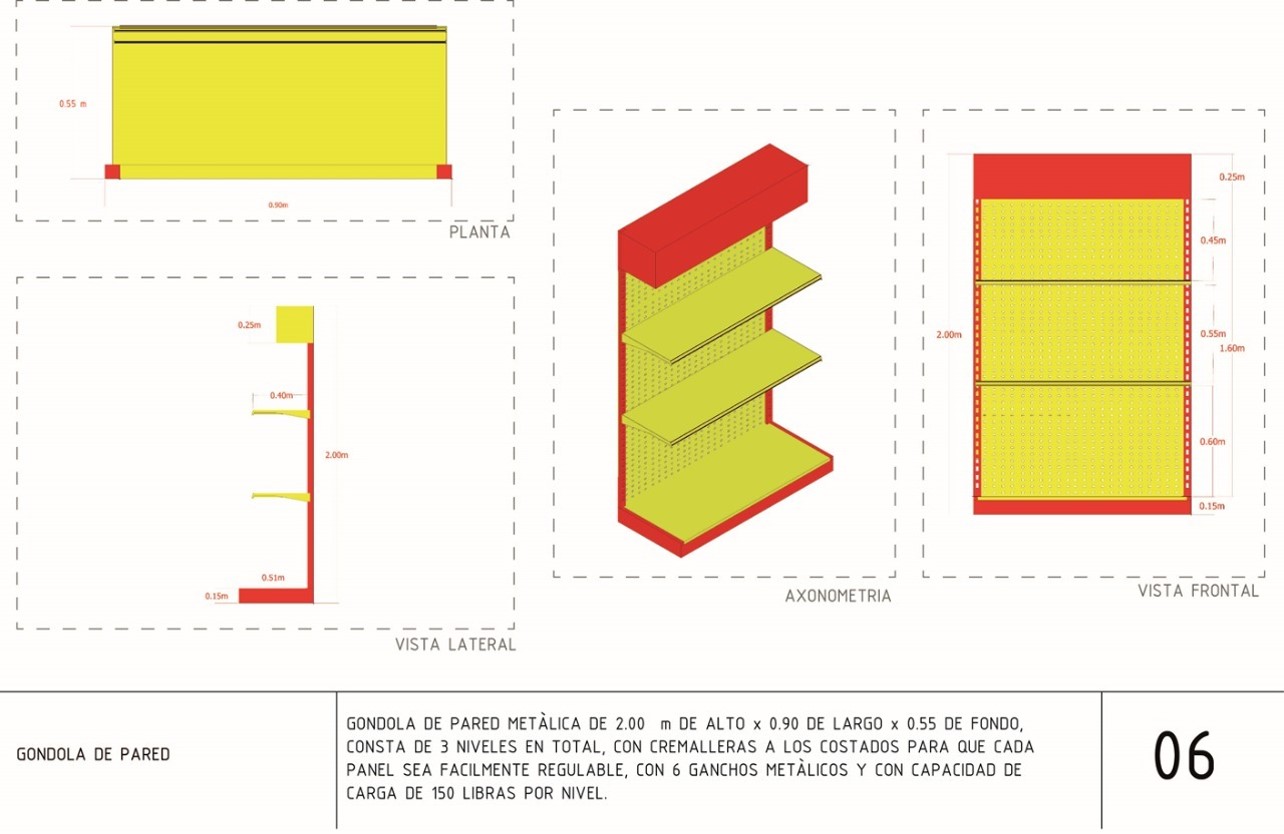 0.55 m
0.90m
PLANTA
0.25m
0.40m
2.00m
0.51m
0.15m
VISTA LATERAL
AXONOMETRIA
0.25m
0.45m
2.00m
0.55m
1.60m
0.60m
0.15m
VISTA FRONTAL
GONDOLA DE PARED
GONDOLA DE PARED METÀLICA DE 2.00 m DE ALTO x 0.90 DE LARGO x 0.55 DE FONDO,
CONSTA DE 3 NIVELES EN TOTAL, CON CREMALLERAS A LOS COSTADOS PARA QUE CADA
PANEL SEA FACILMENTE REGULABLE, CON 6 GANCHOS METÀLICOS Y CON CAPACIDAD DE
CARGA DE 150 LIBRAS POR NIVEL.
06